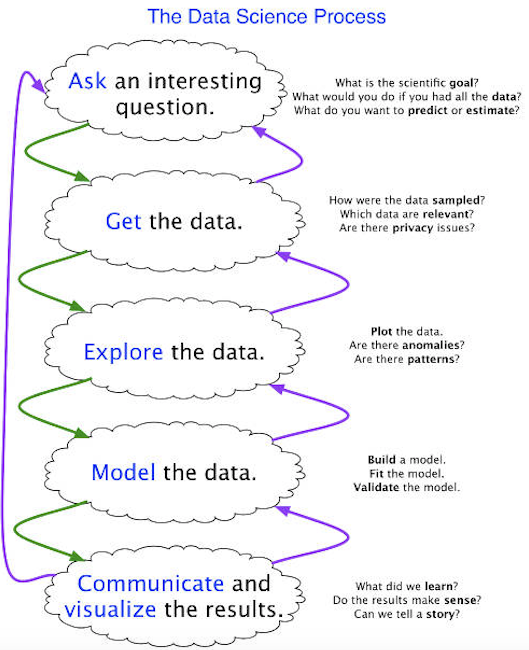 The Data Science Process
Ask an interesting
question.
What is the scientific goal?
What would you do if you had all the data?
What do you want to predict or estimate?
Get the data.
How were the data sampled?
Which data are relevant?
Are there privacy issues?
Explore the data.
Plot the data.
Are there anomalies?
Are there patterns?
Model the data.
Build a model.
Fit the model.
Validate the model.
Communicate and
visualize the results.
What did we learn?
Do the results make sense?
Can we tell a story?